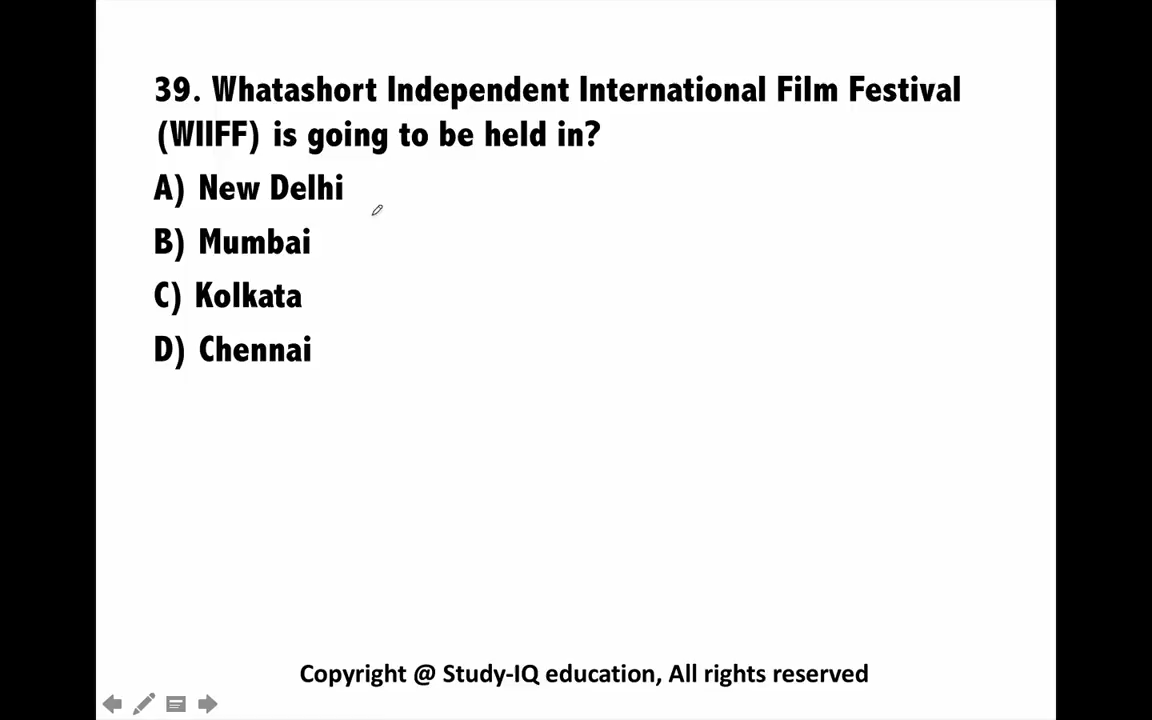 39. Whatashort Independent International Film Festival
(WIIFF) is going to be held in?
A) New Delhi
B) Mumbai
C) Kolkata
D) Chennai
Copyright @ Study-IQ education, All rights reserved